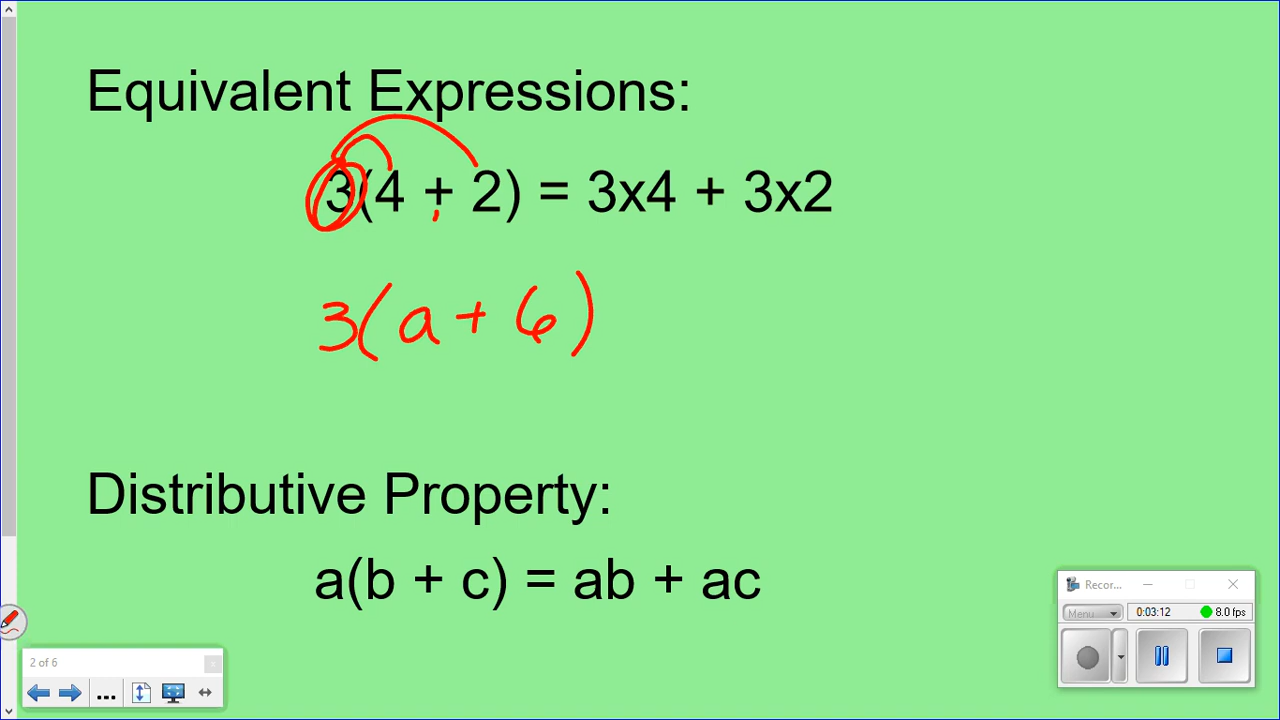 Equivalent Expressions:
3(4 + 2) = 3x4 + 3x2
3(a+6)
Distributive Property:
a(b + c) = ab + ac
Recor...
Menu
0:03:12
8.0 fps
2 of 6
...